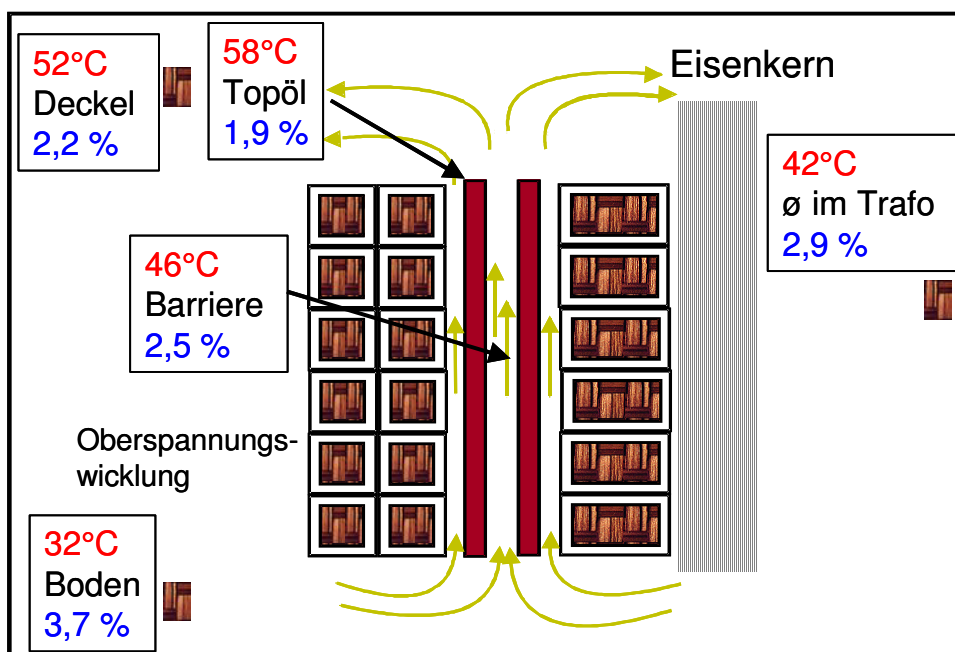 52°C
Deckel
2,2 %
58°C
Topöl
1,9 %
Eisenkern
42°C
ø im Trafo
2,9 %
46°C
Barriere
2,5 %
Oberspannungs-
wicklung
32°C
Boden
3,7 %